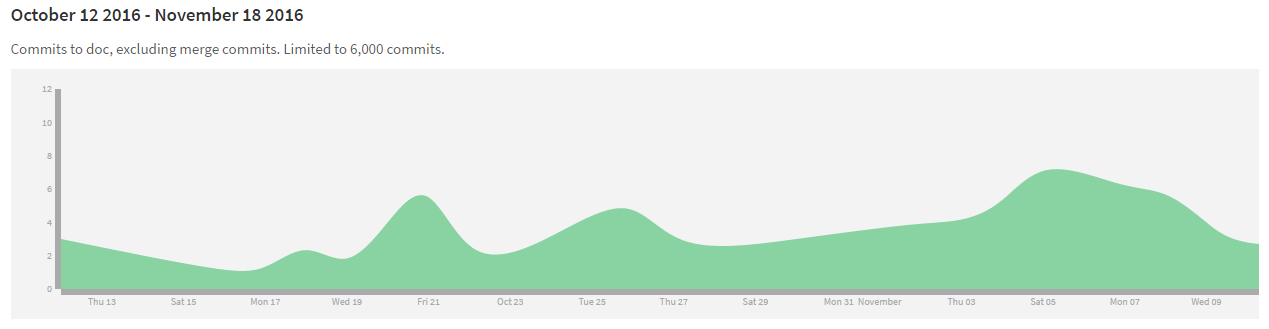 October 12 2016 - November 18 2016
Commits to doc, excluding merge commits. Limited to 6,000 commits.
12
10
8
6
4
2
0
Thu 13 Sat 15 Mon 17 Wed 19 Fri 21 Oct 23 Tue 25 Thu 27 Sat 29 Mon 31 November Thu 03 Sat 05 Mon 07 Wed 09